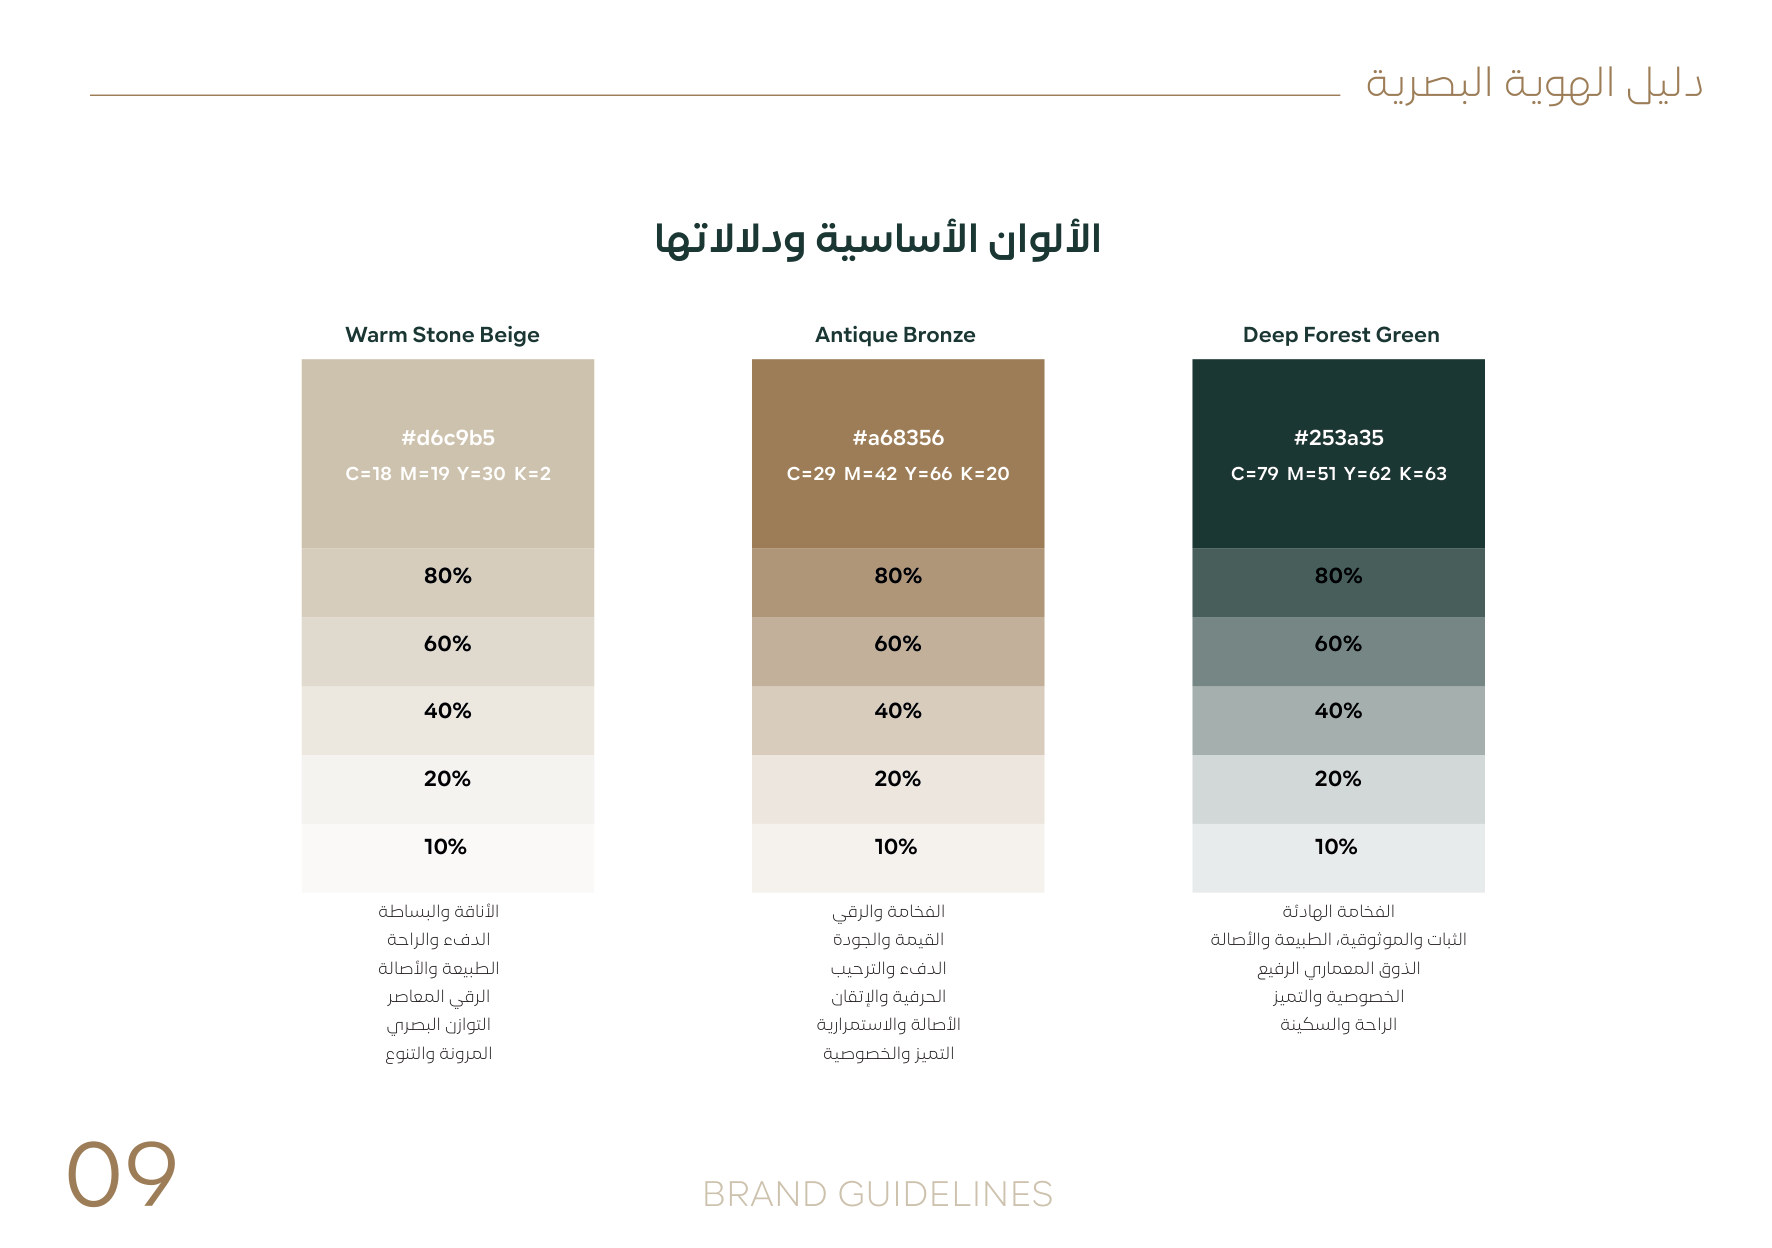 دليل الهوية البصرية
الألوان الأساسية ودلالاتها
Deep Forest Green
#253a35
C=79 M=51 Y=62 K=63
80%
60%
40%
20%
10%
الفخامة الهادئة
الثبات والموثوقية، الطبيعة والأصالة
الذوق المعماري الرفيع
الخصوصية والتميز
الراحة والسكينة
Antique Bronze
#a68356
C=29 M=42 Y=66 K=20
80%
60%
40%
20%
10%
الفخامة والرقي
القيمة والجودة
الدفء والترحيب
الحرفية والإتقان
الأصالة والاستمرارية
التميز والخصوصية
Warm Stone Beige
#d6c9b5
C=18 M=19 Y=30 K=2
80%
60%
40%
20%
10%
الأناقة والبساطة
الدفء والراحة
الطبيعة والأصالة
الرقي المعاصر
التوازن البصري
المرونة والتنوع
09
BRAND GUIDELINES